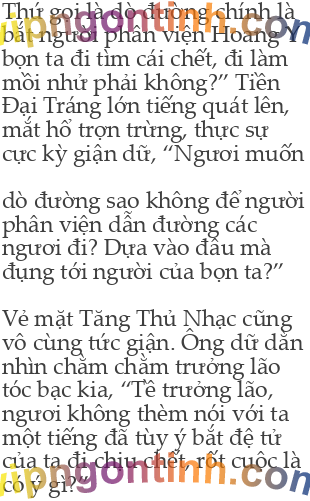 Thứ gọi là dò đường chính là
bắt người phân viện Hoàng Y
bọn ta đi tìm cái chết, đi làm
mồi nhử phải không?” Tiền
Đại Tráng lớn tiếng quát lên,
mắt hổ trợn trừng, thực sự
cực kỳ giận dữ, “Ngươi muốn
dò đường sao không để người
phân viện dẫn đường các
ngươi đi? Dựa vào đâu mà
đụng tới người của bọn ta?”
Vẻ mặt Tăng Thủ Nhạc cũng
vô cùng tức giận. Ông dữ dằn
nhìn chằm chằm trưởng lão
tóc bạc kia, “Tề trưởng lão,
ngươi không thèm nói với ta
một tiếng đã tùy ý bắt đệ tử
của ta đi chịu chết, rốt cuộc là
có ý gì?”
vipngontinh.com
vipngontinh.com